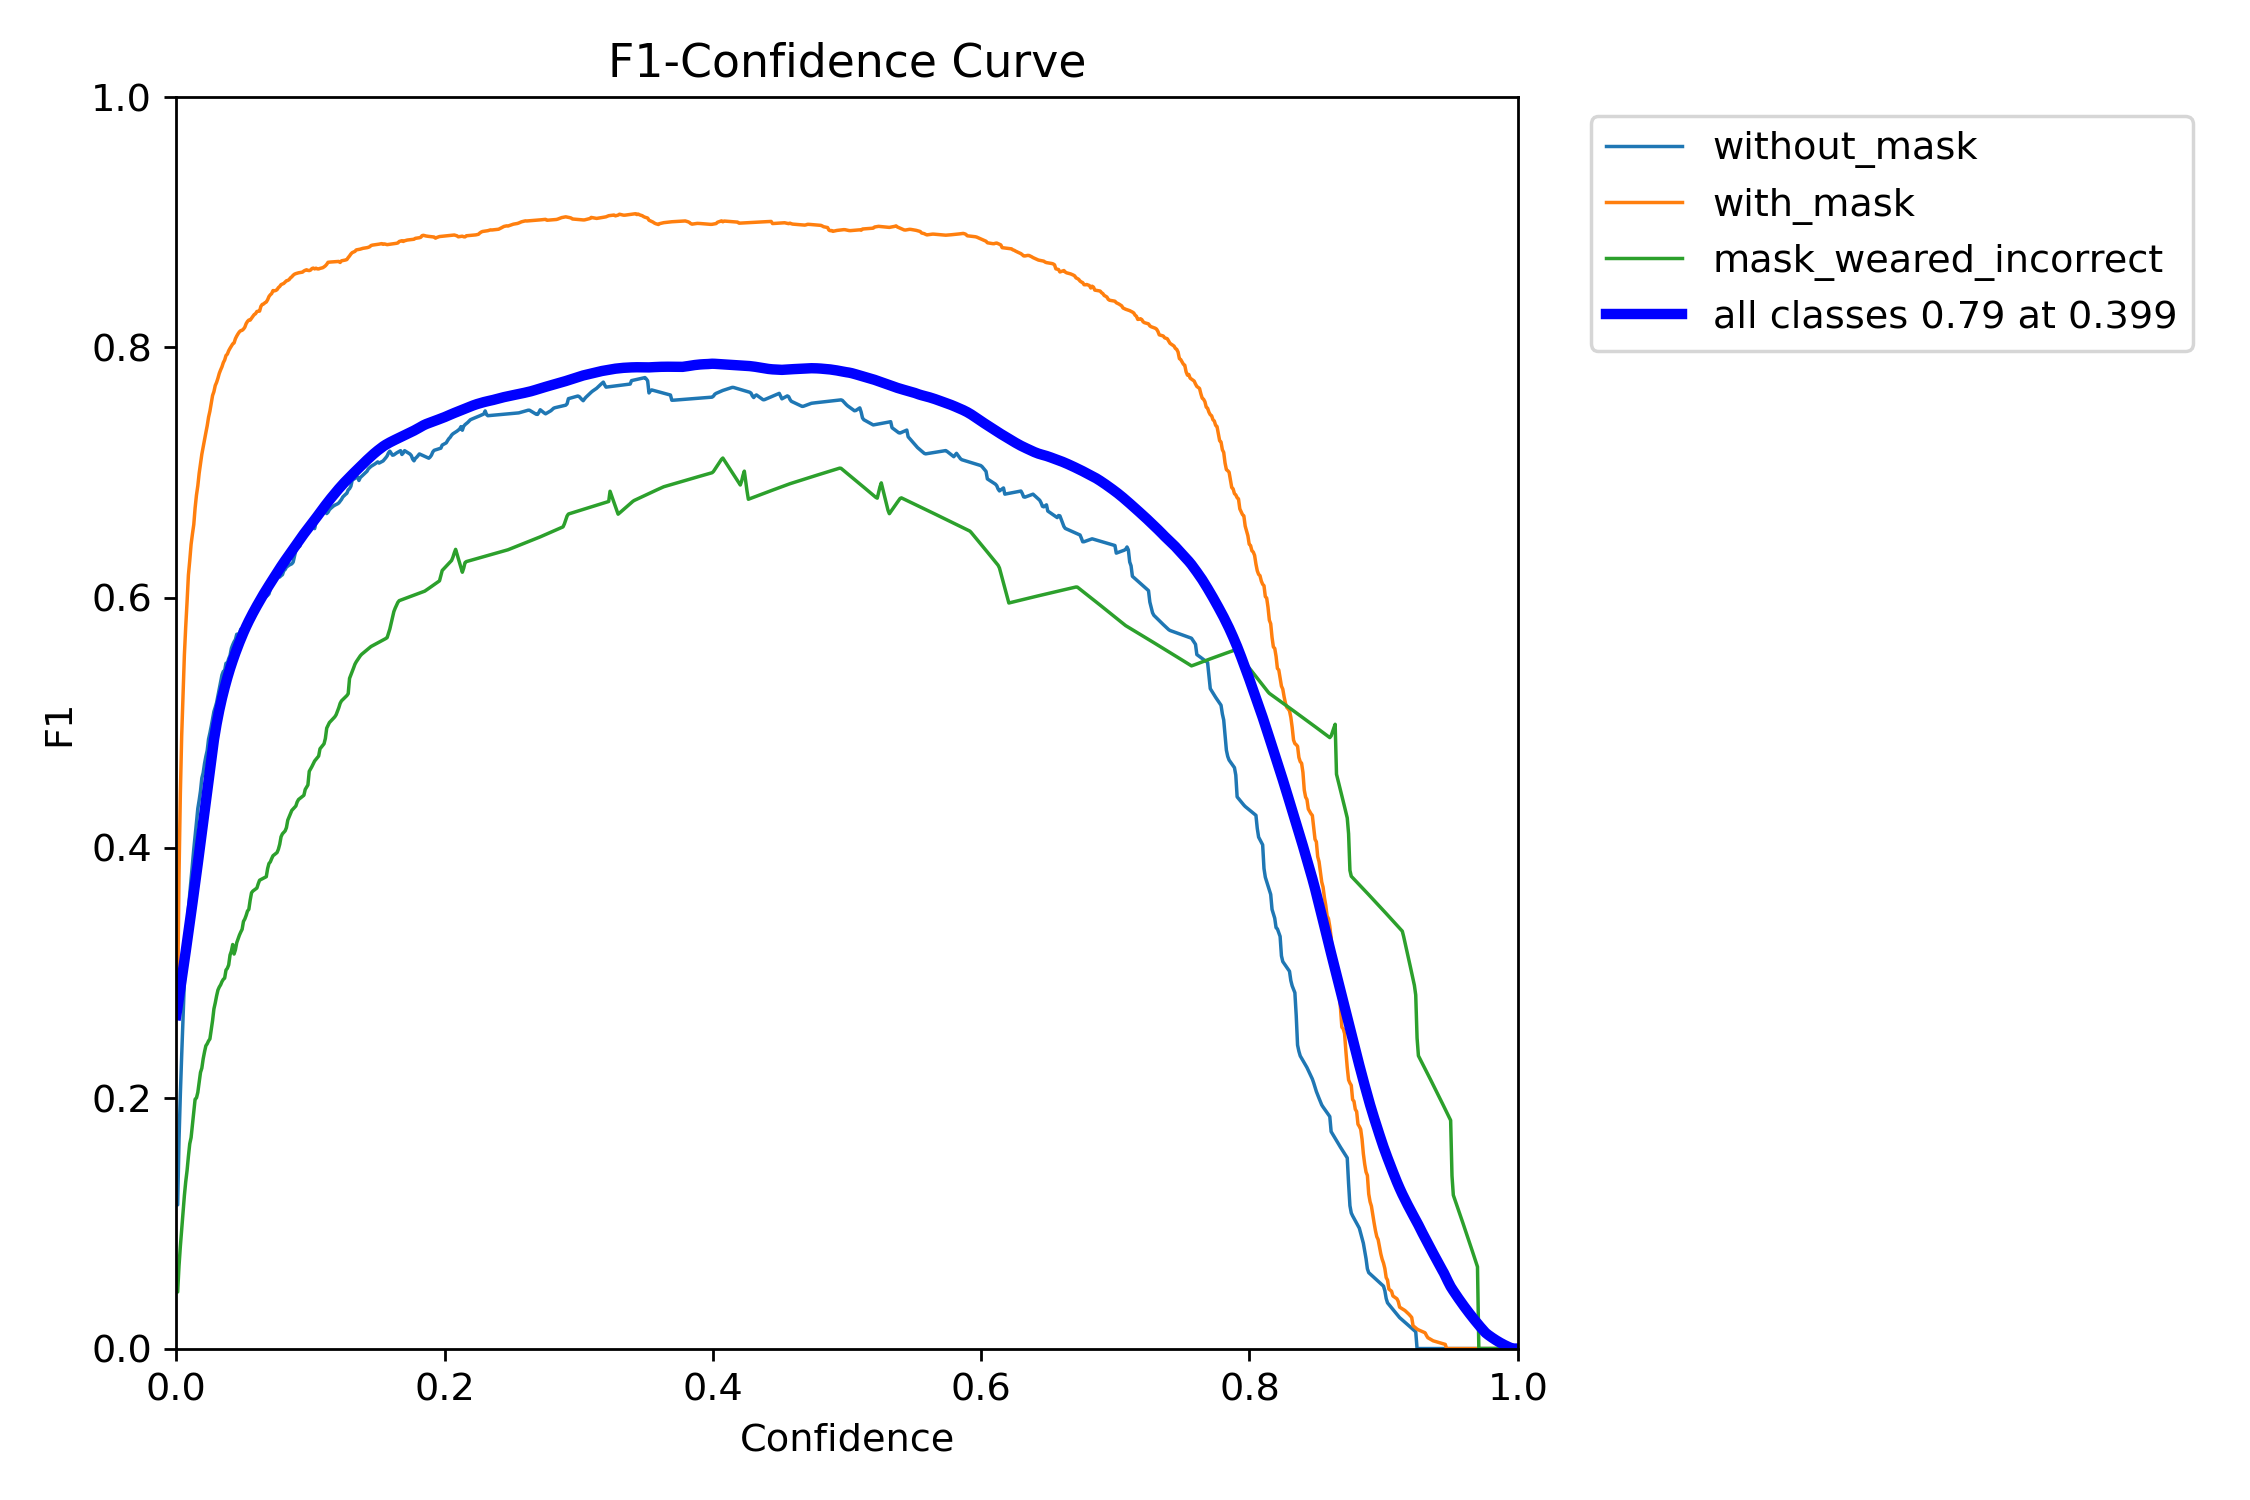 F1-Confidence Curve
1.0
0.8
0.6
0.4
0.2
0.0
F1
0.0 0.2 0.4 0.6 0.8 1.0
Confidence
without_mask
with_mask
mask_weared_incorrect
all classes 0.79 at 0.399